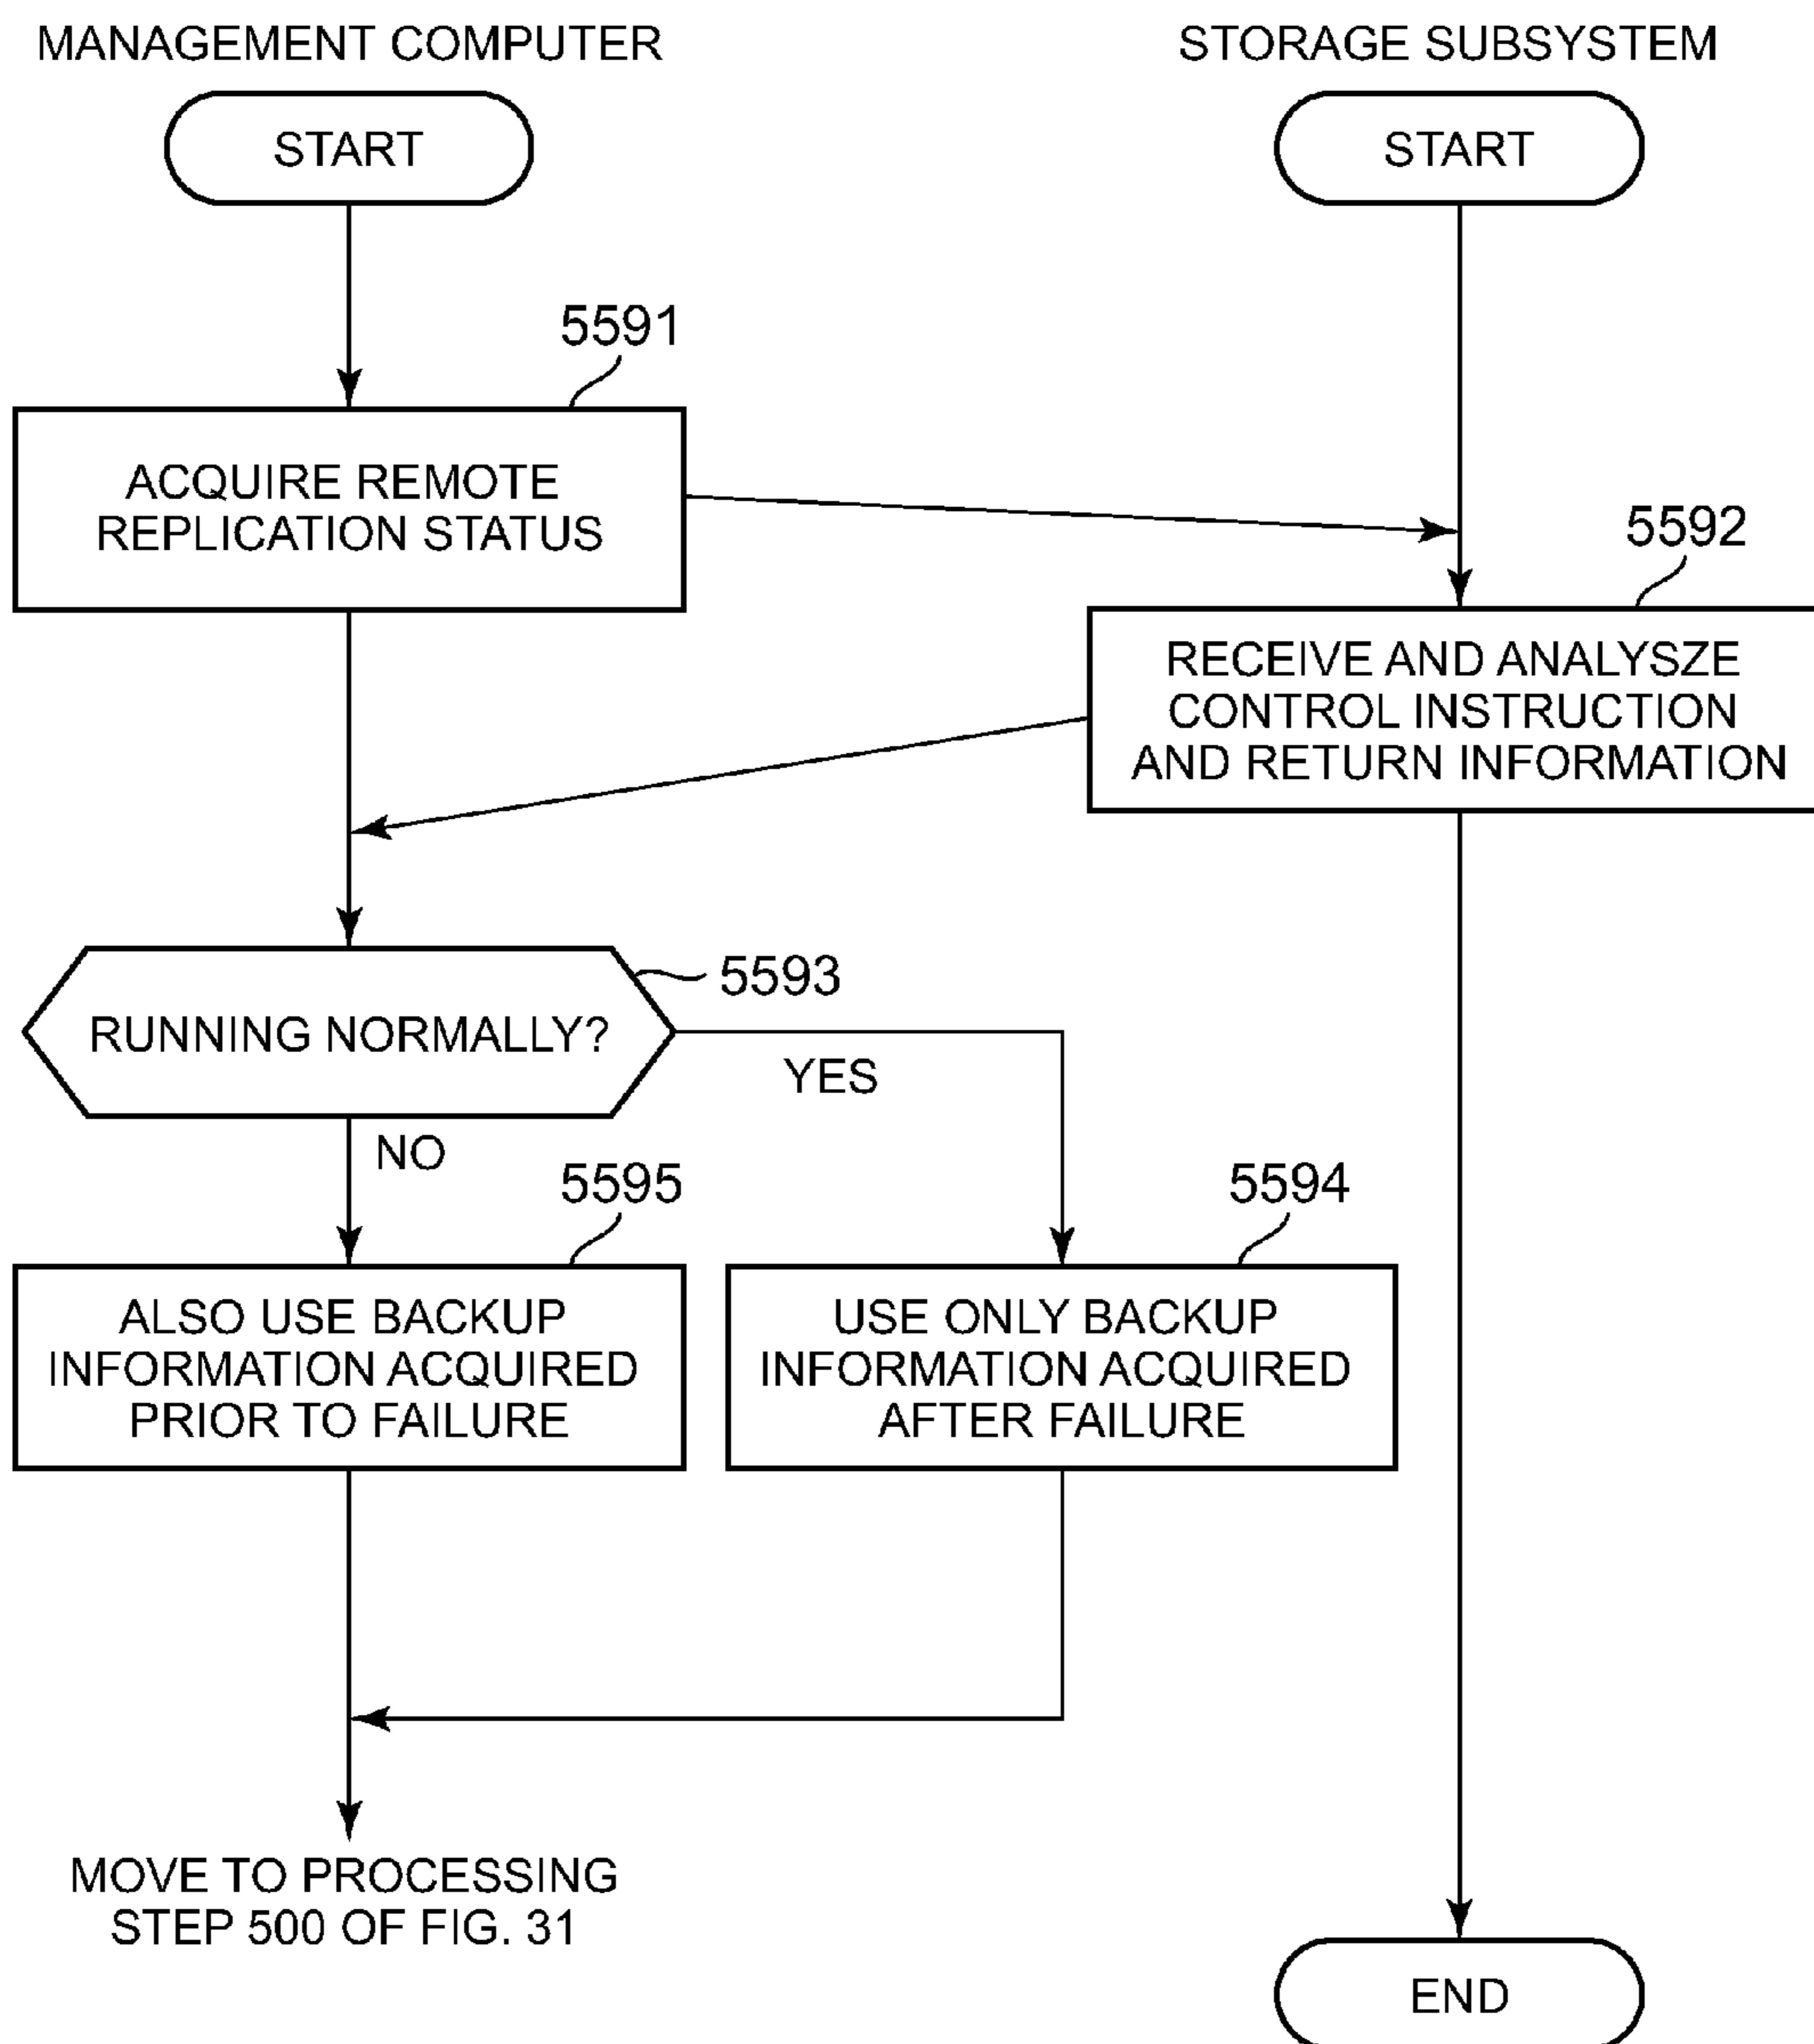 MANAGEMENT COMPUTER
STORAGE SUBSYSTEM
START
START
5591
ACQUIRE REMOTE
REPLICATION STATUS
5592
RECEIVE AND ANALYSZE
CONTROL INSTRUCTION
AND RETURN INFORMATION
5593
RUNNING NORMALLY?
YES
NO
5595
5594
ALSO USE BACKUP
INFORMATION ACQUIRED
PRIOR TO FAILURE
USE ONLY BACKUP
INFORMATION ACQUIRED
AFTER FAILURE
MOVE TO PROCESSING
STEP 500 OF FIG. 31
END